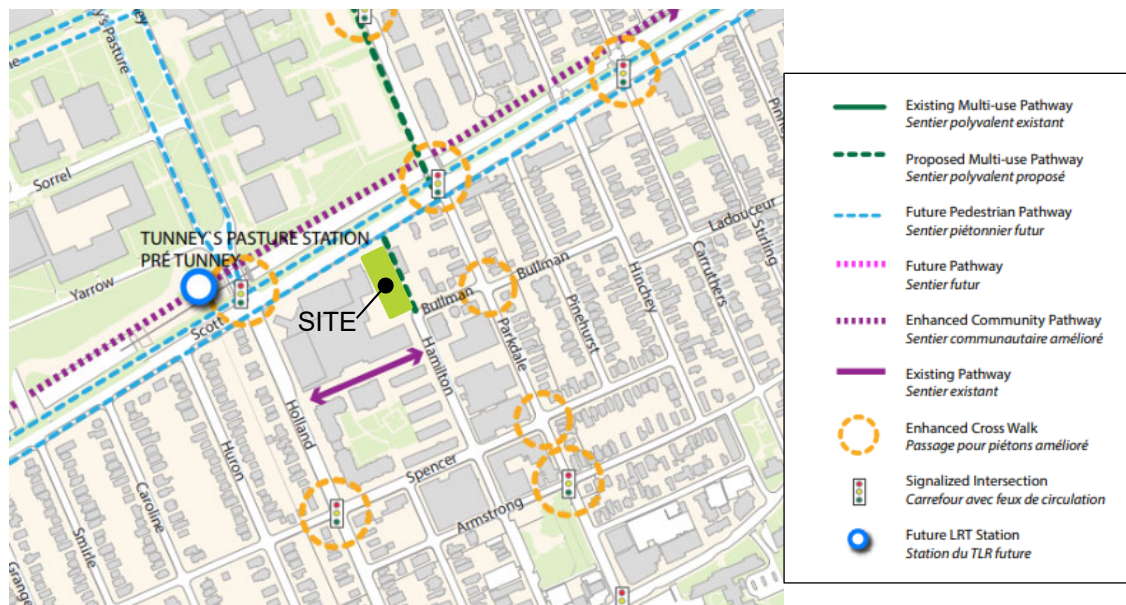 y's Pasture
Sorrel
TUNNEY`S PASTURE STATION
PRÉ TUNNEY
Yarrow
Scott
SITE
Bullman
Bullman
Ladouceur
Stirling
Carruthers
Hinchey
Pinehurst
Parkdale
Hamilton
Holland
Huron
Caroline
Smirle
Grange
Spencer
Armstrong
Existing Multi-use Pathway
Sentier polyvalent existant
Proposed Multi-use Pathway
Sentier polyvalent proposé
Future Pedestrian Pathway
Sentier piétonnier futur
Future Pathway
Sentier futur
Enhanced Community Pathway
Sentier communautaire amélioré
Existing Pathway
Sentier existant
Enhanced Cross Walk
Passage pour piétons amélioré
Signalized Intersection
Carrefour avec feux de circulation
Future LRT Station
Station du TLR future